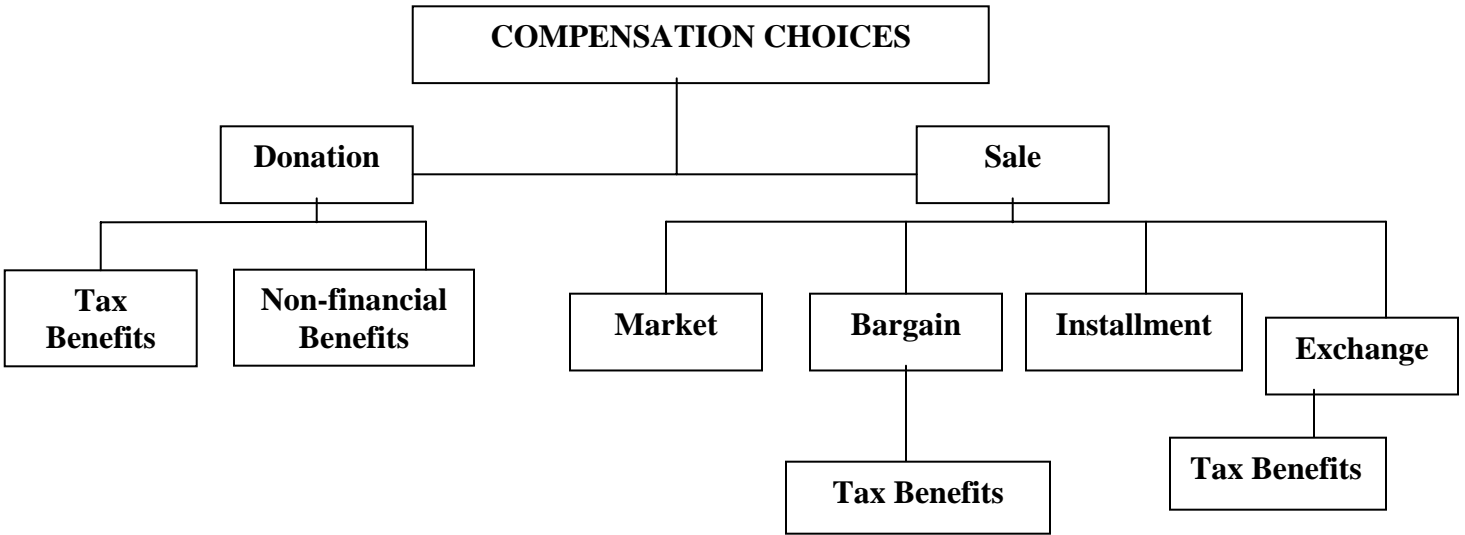 COMPENSATION CHOICES
Donation
Sale
Tax
Benefits
Non-financial
Benefits
Market
Bargain
Installment
Exchange
Tax Benefits
Tax Benefits